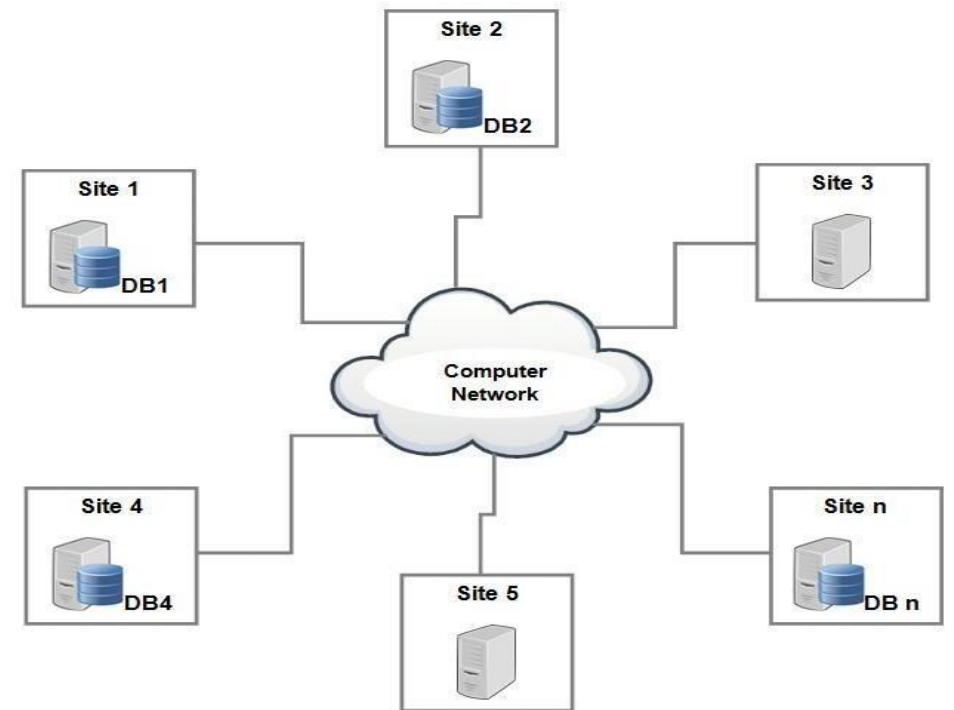 Site 2
DB2
Site 1
DB1
Site 3
Computer
Network
Site 4
DB4
Site 5
Site n
DB n